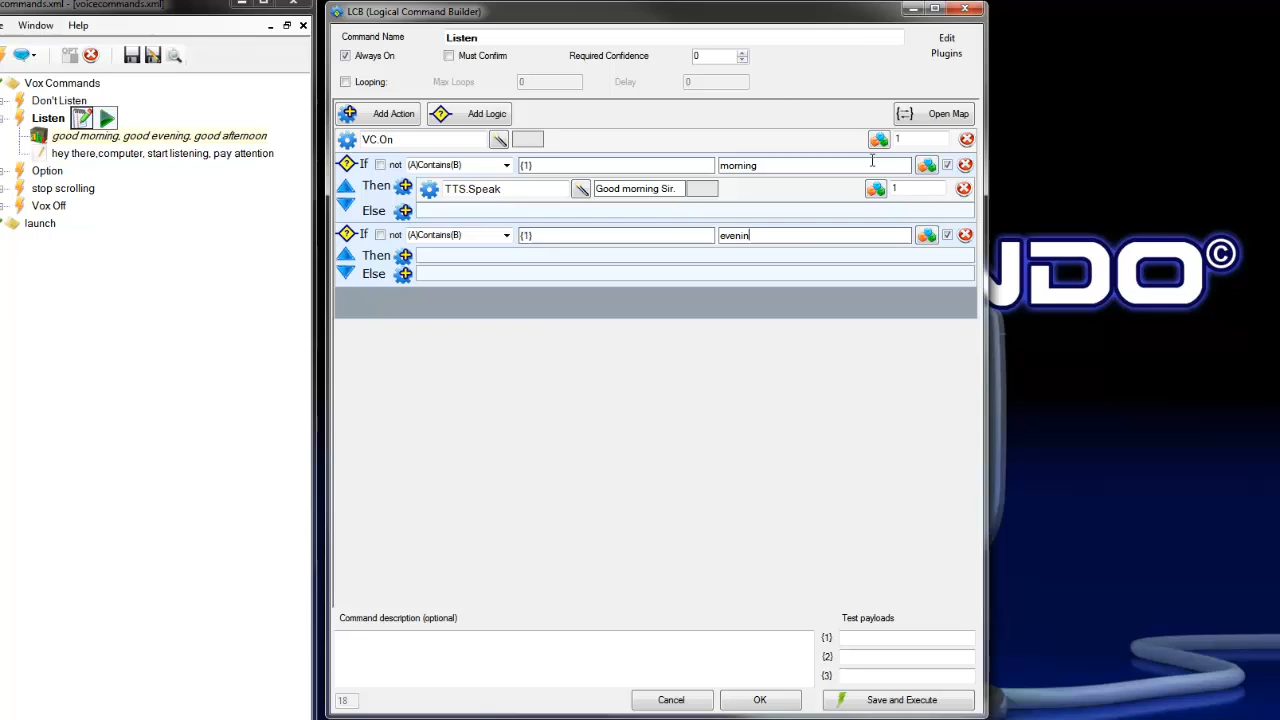 commands.xml - [voicecommands.xml]
Window Help
Vox Commands
Don't Listen
Listen
good morning, good evening, good afternoon
hey there,computer, start listening, pay attention
Option
stop scrolling
Vox Off
launch
LCB (Logical Command Builder)
Command Name Listen Edit Plugins
Always On Must Confirm Required Confidence 0
Looping: Max Loops 0 Delay 0
Add Action Add Logic Open Map
VC.On 1
If not (A)Contains(B) {1} morning
Then TTS.Speak Good morning Sir. 1
Else
If not (A)Contains(B) {1} evenin
Then
Else
Command description (optional) Test payloads
{1}
{2}
{3}
18 Cancel OK Save and Execute
NDO©